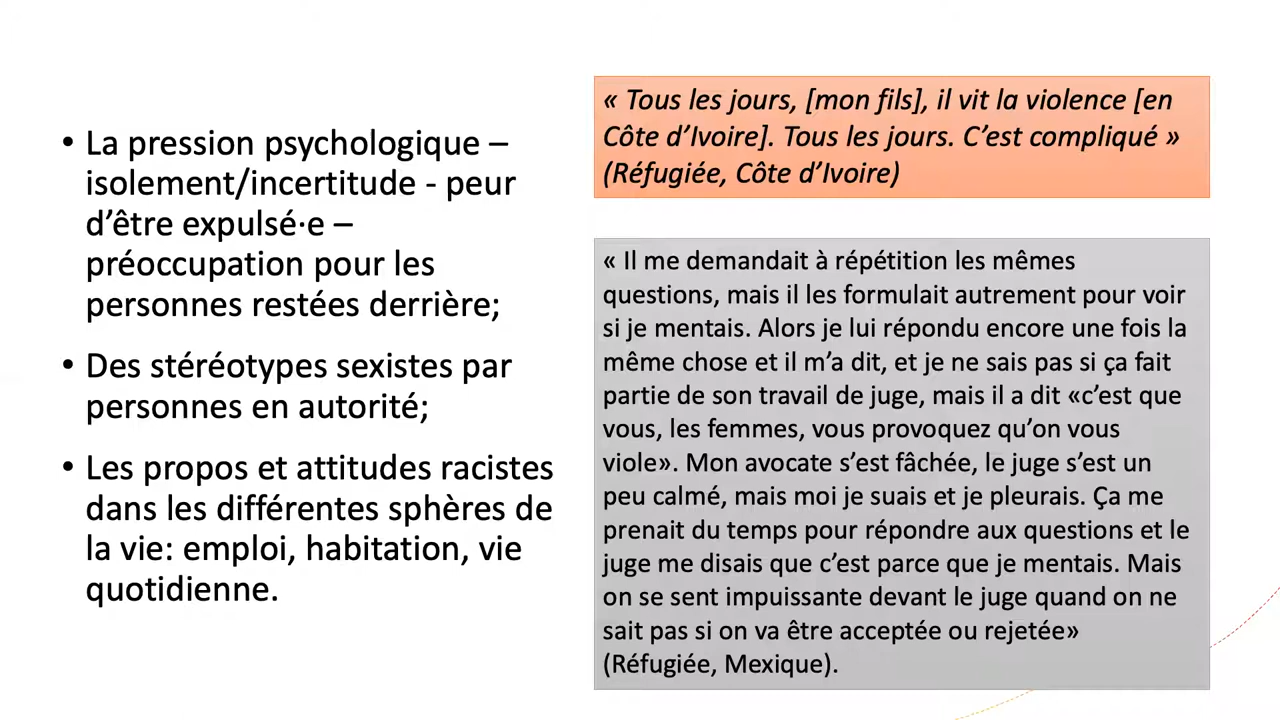 • La pression psychologique –
isolement/incertitude - peur
d’être expulsé·e –
préoccupation pour les
personnes restées derrière;
• Des stéréotypes sexistes par
personnes en autorité;
• Les propos et attitudes racistes
dans les différentes sphères de
la vie: emploi, habitation, vie
quotidienne.
« Tous les jours, [mon fils], il vit la violence [en
Côte d’Ivoire]. Tous les jours. C’est compliqué »
(Réfugiée, Côte d’Ivoire)
« Il me demandait à répétition les mêmes
questions, mais il les formulait autrement pour voir
si je mentais. Alors je lui répondu encore une fois la
même chose et il m’a dit, et je ne sais pas si ça fait
partie de son travail de juge, mais il a dit «c’est que
vous, les femmes, vous provoquez qu’on vous
viole». Mon avocate s’est fâchée, le juge s’est un
peu calmé, mais moi je suais et je pleurais. Ça me
prenait du temps pour répondre aux questions et le
juge me disais que c’est parce que je mentais. Mais
on se sent impuissante devant le juge quand on ne
sait pas si on va être acceptée ou rejetée»
(Réfugiée, Mexique).